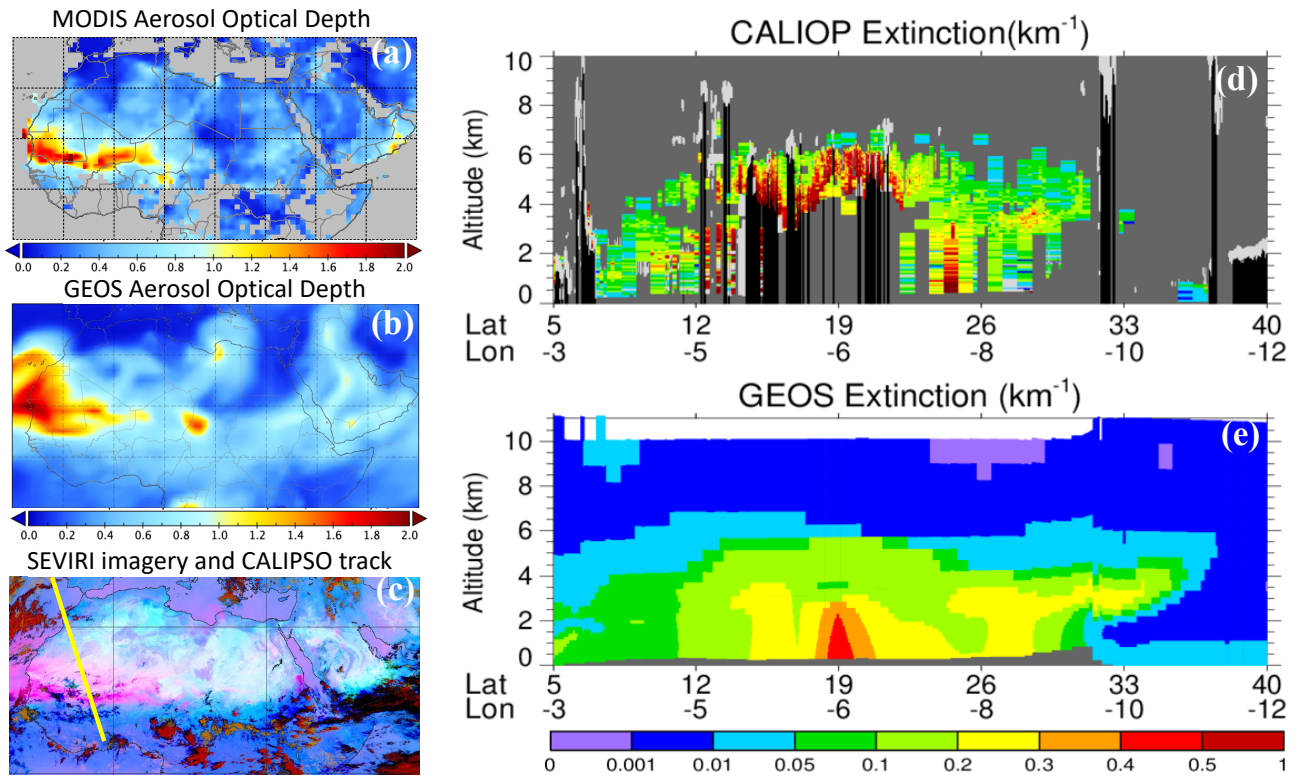 MODIS Aerosol Optical Depth
(a)
0.0 0.2 0.4 0.6 0.8 1.0 1.2 1.4 1.6 1.8 2.0
GEOS Aerosol Optical Depth
(b)
0.0 0.2 0.4 0.6 0.8 1.0 1.2 1.4 1.6 1.8 2.0
SEVIRI imagery and CALIPSO track
(c)
CALIOP Extinction(km-1)
(d)
Altitude (km)
10
8
6
4
2
0
Lat 5 12 19 26 33 40
Lon -3 -5 -6 -8 -10 -12
GEOS Extinction (km-1)
(e)
Altitude (km)
10
8
6
4
2
0
Lat 5 12 19 26 33 40
Lon -3 -5 -6 -8 -10 -12
0 0.001 0.01 0.05 0.1 0.2 0.3 0.4 0.5 1